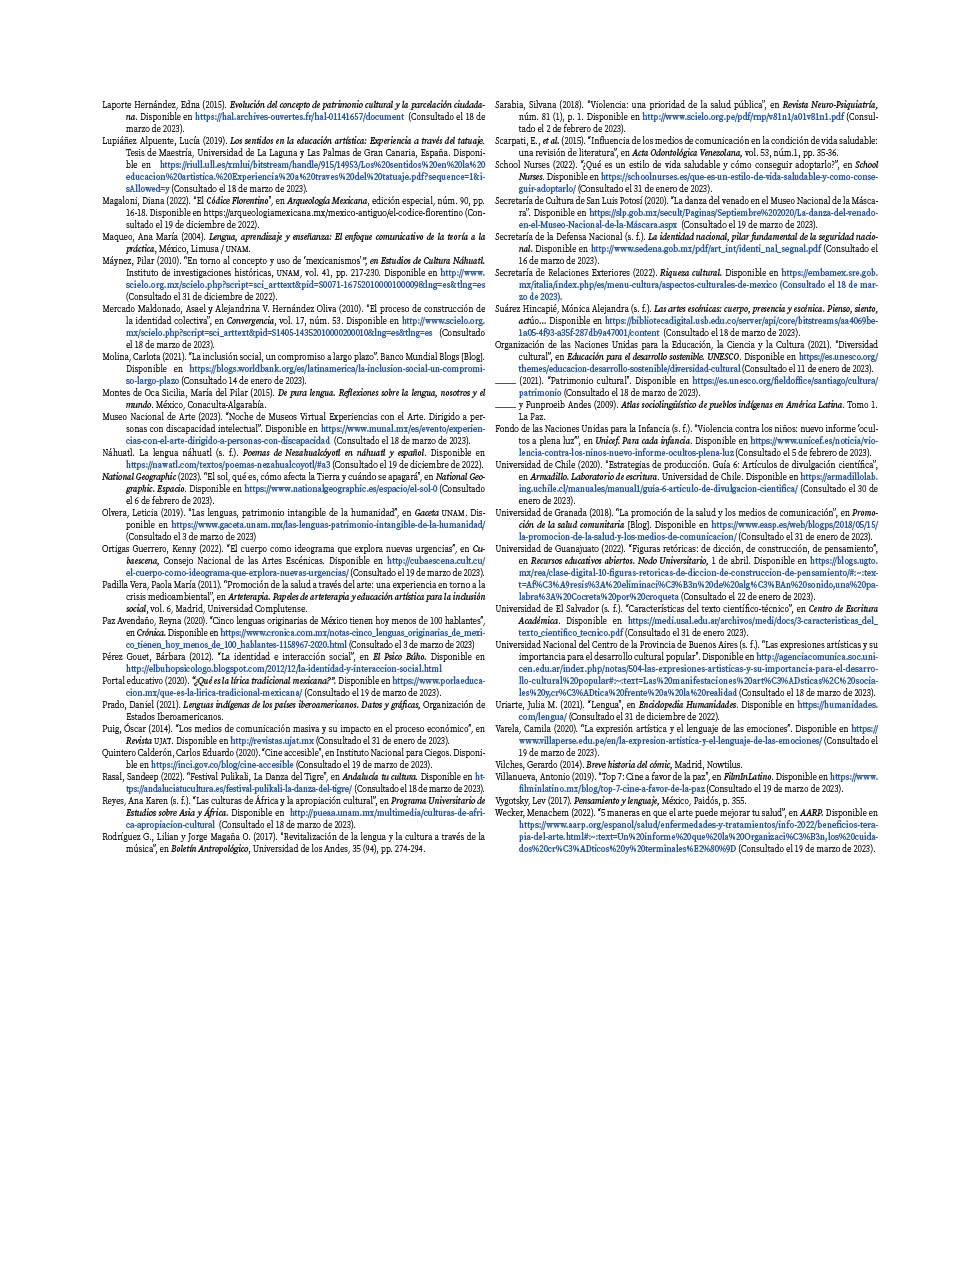 Laporte Hernández, Edna (2015). Evolución del concepto de patrimonio cultural y la parcelación ciudada-
na. Disponible en https://hal.archives-ouvertes.fr/hal-01141657/document (Consultado el 18 de
marzo de 2023).
Lupiáñez Alpuente, Lucía (2019). Los sentidos en la educación artística: Experiencia a través del tatuaje.
Tesis de Maestría, Universidad de La Laguna y Las Palmas de Gran Canaria, España. Disponi-
ble en https://riull.ull.es/xmlui/bitstream/handle/915/14953/Los%20sentidos%20en%20la%20
educacion%20artistica.%20Experiencia%20a%20traves%20del%20tatuaje.pdf?sequence=1&i-
sAllowed=y (Consultado el 18 de marzo de 2023).
Magaloni, Diana (2022). "El Códice Florentino", en Arqueología Mexicana, edición especial, núm. 90, pp.
16-18. Disponible en https://arqueologiamexicana.mx/mexico-antiguo/el-codice-florentino (Con-
sultado el 19 de diciembre de 2022).
Maqueo, Ana María (2004). Lengua, aprendizaje y enseñanza: El enfoque comunicativo de la teoría a la
práctica, México, Limusa / UNAM.
Máynez, Pilar (2010). "En torno al concepto y uso de 'mexicanismos'", en Estudios de Cultura Náhuatl.
Instituto de investigaciones históricas, UNAM, vol. 41, pp. 217-230. Disponible en http://www.
scielo.org.mx/scielo.php?script=sci_arttext&pid=S0071-16752010000100009&lng=es&tlng=es
(Consultado el 31 de diciembre de 2022).
Mercado Maldonado, Asael y Alejandrina V. Hernández Oliva (2010). "El proceso de construcción de
la identidad colectiva", en Convergencia, vol. 17, núm. 53. Disponible en http://www.scielo.org.
mx/scielo.php?script=sci_arttext&pid=S1405-14352010000200010&lng=es&tlng=es (Consultado
el 18 de marzo de 2023).
Molina, Carlota (2021). "La inclusión social, un compromiso a largo plazo". Banco Mundial Blogs [Blog].
Disponible en https://blogs.worldbank.org/es/latinamerica/la-inclusion-social-un-compromi-
so-largo-plazo (Consultado 14 de enero de 2023).
Montes de Oca Sicilia, María del Pilar (2015). De pura lengua. Reflexiones sobre la lengua, nosotros y el
mundo. México, Conaculta-Algarabía.
Museo Nacional de Arte (2023). "Noche de Museos Virtual Experiencias con el Arte. Dirigido a per-
sonas con discapacidad intelectual". Disponible en https://www.munal.mx/es/evento/experien-
cias-con-el-arte-dirigido-a-personas-con-discapacidad (Consultado el 18 de marzo de 2023).
Náhuatl. La lengua náhuatl (s. f.). Poemas de Nezahualcóyotl en náhuatl y español. Disponible en
https://nawatl.com/textos/poemas-nezahualcoyotl/#a3 (Consultado el 19 de diciembre de 2022).
National Geographic (2023). "El sol, qué es, cómo afecta la Tierra y cuándo se apagará", en National Geo-
graphic. Espacio. Disponible en https://www.nationalgeographic.es/espacio/el-sol-0 (Consultado
el 6 de febrero de 2023).
Olvera, Leticia (2019). "Las lenguas, patrimonio intangible de la humanidad", en Gaceta UNAM. Dis-
ponible en https://www.gaceta.unam.mx/las-lenguas-patrimonio-intangible-de-la-humanidad/
(Consultado el 3 de marzo de 2023)
Ortigas Guerrero, Kenny (2022). "El cuerpo como ideograma que explora nuevas urgencias", en Cu-
baescena, Consejo Nacional de las Artes Escénicas. Disponible en http://cubaescena.cult.cu/
el-cuerpo-como-ideograma-que-explora-nuevas-urgencias/ (Consultado el 19 de marzo de 2023).
Padilla Vera, Paola María (2011). "Promoción de la salud a través del arte: una experiencia en torno a la
crisis medioambiental", en Arteterapia. Papeles de arteterapia y educación artística para la inclusión
social, vol. 6, Madrid, Universidad Complutense.
Paz Avendaño, Reyna (2020). "Cinco lenguas originarias de México tienen hoy menos de 100 hablantes",
en Crónica. Disponible en https://www.cronica.com.mx/notas-cinco_lenguas_originarias_de_mexi-
co_tienen_hoy_menos_de_100_hablantes-1158967-2020.html (Consultado el 3 de marzo de 2023)
Pérez Gouet, Bárbara (2012). "La identidad e interacción social", en El Psico Búho. Disponible en
http://elbuhopsicologo.blogspot.com/2012/12/la-identidad-y-interaccion-social.html
Portal educativo (2020). "¿Qué es la lírica tradicional mexicana?". Disponible en https://www.porlaeduca-
cion.mx/que-es-la-lirica-tradicional-mexicana/ (Consultado el 19 de marzo de 2023).
Prado, Daniel (2021). Lenguas indígenas de los países iberoamericanos. Datos y gráficas, Organización de
Estados Iberoamericanos.
Puig, Óscar (2014). "Los medios de comunicación masiva y su impacto en el proceso económico", en
Revista UJAT. Disponible en http://revistas.ujat.mx (Consultado el 31 de enero de 2023).
Quintero Calderón, Carlos Eduardo (2020). "Cine accesible", en Instituto Nacional para Ciegos. Disponi-
ble en https://inci.gov.co/blog/cine-accesible (Consultado el 19 de marzo de 2023).
Rasal, Sandeep (2022). "Festival Pulikali, La Danza del Tigre", en Andalucía tu cultura. Disponible en ht-
tps://andaluciatucultura.es/festival-pulikali-la-danza-del-tigre/ (Consultado el 18 de marzo de 2023).
Reyes, Ana Karen (s. f.). "Las culturas de África y la apropiación cultural", en Programa Universitario de
Estudios sobre Asia y África. Disponible en http://pueaa.unam.mx/multimedia/culturas-de-afri-
ca-apropiacion-cultural (Consultado el 18 de marzo de 2023).
Rodríguez G., Lilian y Jorge Magaña O. (2017). "Revitalización de la lengua y la cultura a través de la
música", en Boletín Antropológico, Universidad de los Andes, 35 (94), pp. 274-294.
Sarabia, Silvana (2018). "Violencia: una prioridad de la salud pública", en Revista Neuro-Psiquiatría,
núm. 81 (1), p. 1. Disponible en http://www.scielo.org.pe/pdf/rnp/v81n1/a01v81n1.pdf (Consul-
tado el 2 de febrero de 2023).
Scarpati, E., et al. (2015). "Influencia de los medios de comunicación en la condición de vida saludable:
una revisión de literatura", en Acta Odontológica Venezolana, vol. 53, núm.1, pp. 35-36.
School Nurses (2022). "¿Qué es un estilo de vida saludable y cómo conseguir adoptarlo?", en School
Nurses. Disponible en https://schoolnurses.es/que-es-un-estilo-de-vida-saludable-y-como-conse-
guir-adoptarlo/ (Consultado el 31 de enero de 2023).
Secretaría de Cultura de San Luis Potosí (2020). "La danza del venado en el Museo Nacional de la Másca-
ra". Disponible en https://slp.gob.mx/secult/Paginas/Septiembre%202020/La-danza-del-venado-
en-el-Museo-Nacional-de-la-Máscara.aspx (Consultado el 19 de marzo de 2023).
Secretaría de la Defensa Nacional (s. f.). La identidad nacional, pilar fundamental de la seguridad nacio-
nal. Disponible en http://www.sedena.gob.mx/pdf/art_int/identi_nal_segnal.pdf (Consultado el
16 de marzo de 2023).
Secretaría de Relaciones Exteriores (2022). Riqueza cultural. Disponible en https://embamex.sre.gob.
mx/italia/index.php/es/menu-cultura/aspectos-culturales-de-mexico (Consultado el 18 de mar-
zo de 2023).
Suárez Hincapié, Mónica Alejandra (s. f.). Las artes escénicas: cuerpo, presencia y escénica. Pienso, siento,
actúo... Disponible en https://bibliotecadigital.usb.edu.co/server/api/core/bitstreams/aa4069be-
1a05-4f93-a35f-287db9a47001/content (Consultado el 18 de marzo de 2023).
Organización de las Naciones Unidas para la Educación, la Ciencia y la Cultura (2021). "Diversidad
cultural", en Educación para el desarrollo sostenible. UNESCO. Disponible en https://es.unesco.org/
themes/educacion-desarrollo-sostenible/diversidad-cultural (Consultado el 11 de enero de 2023).
_____ (2021). "Patrimonio cultural". Disponible en https://es.unesco.org/fieldoffice/santiago/cultura/
patrimonio (Consultado el 18 de marzo de 2023).
_____ y Funproeib Andes (2009). Atlas sociolingüístico de pueblos indígenas en América Latina. Tomo 1.
La Paz.
Fondo de las Naciones Unidas para la Infancia (s. f.). "Violencia contra los niños: nuevo informe 'ocul-
tos a plena luz'", en Unicef. Para cada infancia. Disponible en https://www.unicef.es/noticia/vio-
lencia-contra-los-ninos-nuevo-informe-ocultos-plena-luz (Consultado el 5 de febrero de 2023).
Universidad de Chile (2020). "Estrategias de producción. Guía 6: Artículos de divulgación científica",
en Armadillo. Laboratorio de escritura. Universidad de Chile. Disponible en https://armadillolab.
ing.uchile.cl/manuales/manual1/guia-6-articulo-de-divulgacion-cientifica/ (Consultado el 30 de
enero de 2023).
Universidad de Granada (2018). "La promoción de la salud y los medios de comunicación", en Promo-
ción de la salud comunitaria [Blog]. Disponible en https://www.easp.es/web/blogps/2018/05/15/
la-promocion-de-la-salud-y-los-medios-de-comunicacion/ (Consultado el 31 de enero de 2023).
Universidad de Guanajuato (2022). "Figuras retóricas: de dicción, de construcción, de pensamiento",
en Recursos educativos abiertos. Nodo Universitario, 1 de abril. Disponible en https://blogs.ugto.
mx/rea/clase-digital-10-figuras-retoricas-de-diccion-de-construccion-de-pensamiento/#:~:tex-
t=Af%C3%A9resis%3A%20eliminaci%C3%B3n%20de%20alg%C3%BAn%20sonido,una%20pa-
labra%3A%20Cocreta%20por%20croqueta (Consultado el 22 de enero de 2023).
Universidad de El Salvador (s. f.). "Características del texto científico-técnico", en Centro de Escritura
Académica. Disponible en https://medi.usal.edu.ar/archivos/medi/docs/3-caracteristicas_del_
texto_cientifico_tecnico.pdf (Consultado el 31 de enero 2023).
Universidad Nacional del Centro de la Provincia de Buenos Aires (s. f.). "Las expresiones artísticas y su
importancia para el desarrollo cultural popular". Disponible en http://agenciacomunica.soc.uni-
cen.edu.ar/index.php/notas/504-las-expresiones-artisticas-y-su-importancia-para-el-desarro-
llo-cultural%20popular#:~:text=Las%20manifestaciones%20art%C3%ADsticas%2C%20socia-
les%20y,cr%C3%ADtica%20frente%20a%20la%20realidad (Consultado el 18 de marzo de 2023).
Uriarte, Julia M. (2021). "Lengua", en Enciclopedia Humanidades. Disponible en https://humanidades.
com/lengua/ (Consultado el 31 de diciembre de 2022).
Varela, Camila (2020). "La expresión artística y el lenguaje de las emociones". Disponible en https://
www.villaperse.edu.pe/en/la-expresion-artistica-y-el-lenguaje-de-las-emociones/ (Consultado el
19 de marzo de 2023).
Vilches, Gerardo (2014). Breve historia del cómic, Madrid, Nowtilus.
Villanueva, Antonio (2019). "Top 7: Cine a favor de la paz", en FilmInLatino. Disponible en https://www.
filminlatino.mx/blog/top-7-cine-a-favor-de-la-paz (Consultado el 19 de marzo de 2023).
Vygotsky, Lev (2017). Pensamiento y lenguaje, México, Paidós, p. 355.
Wecker, Menachem (2022). "5 maneras en que el arte puede mejorar tu salud", en AARP. Disponible en
https://www.aarp.org/espanol/salud/enfermedades-y-tratamientos/info-2022/beneficios-tera-
pia-del-arte.html#:~:text=Un%20informe%20que%20la%20Organizaci%C3%B3n,los%20cuida-
dos%20cr%C3%ADticos%20y%20terminales%E2%80%9D (Consultado el 19 de marzo de 2023).